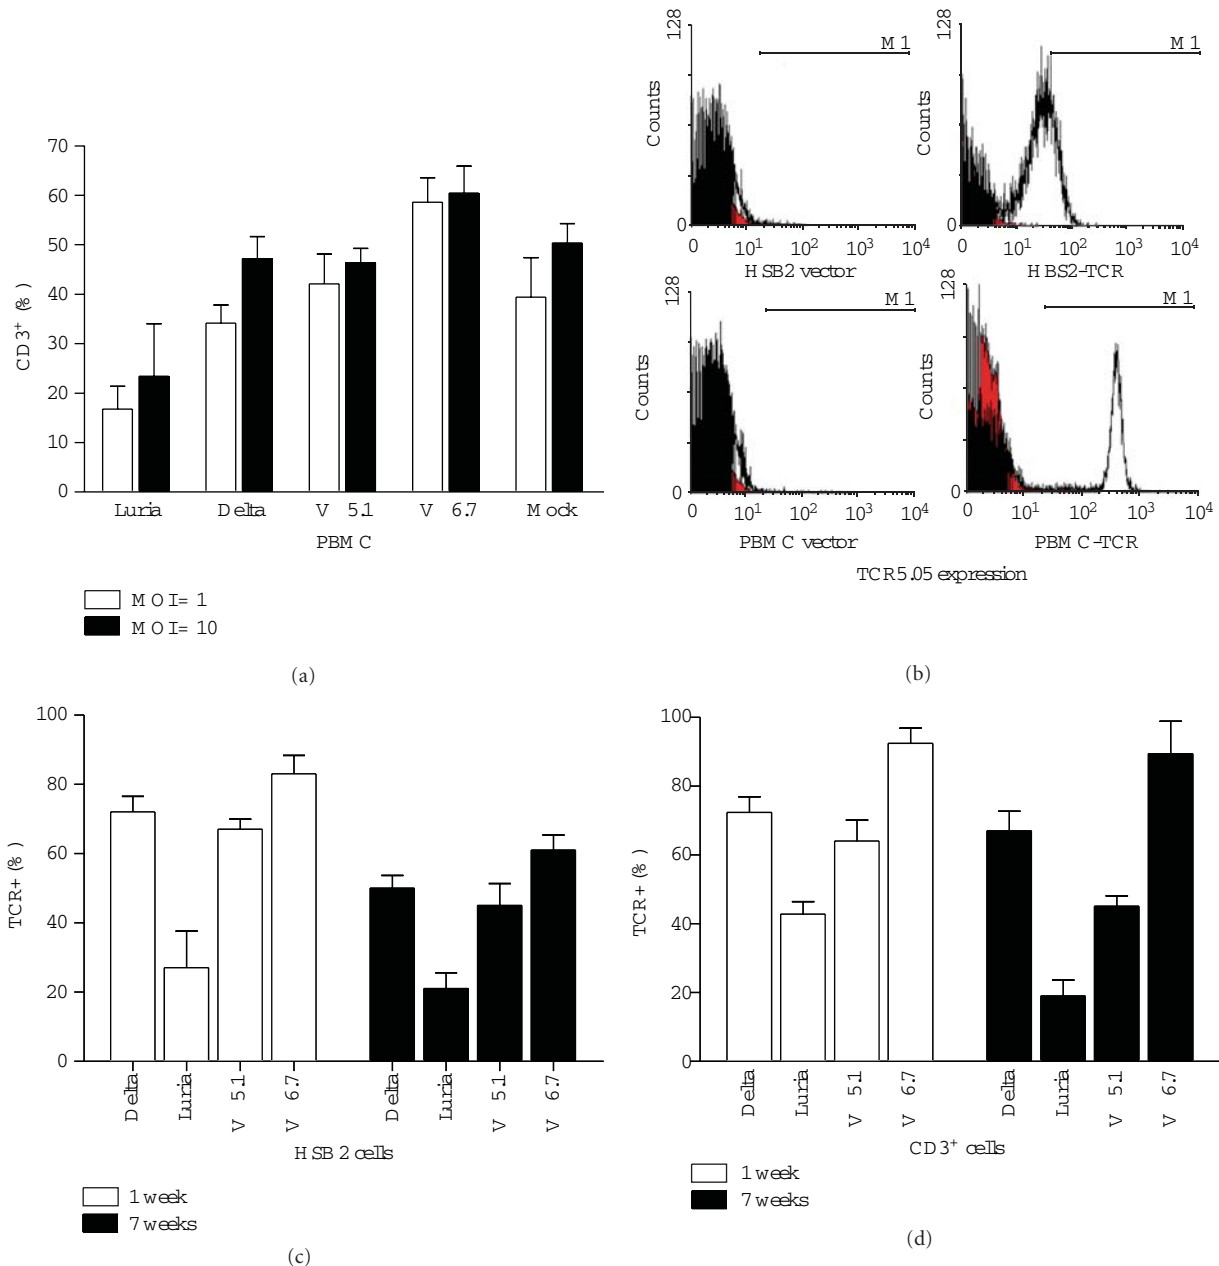 70
60
50
40
30
20
10
0
CD3+ (%)
Luria Delta V 5.1 V 6.7 Mock
PBMC
MOI= 1
MOI= 10
(a)
128
Counts
0
M1
0 10^1 10^2 10^3 10^4
HSB2 vector
128
Counts
0
M1
0 10^1 10^2 10^3 10^4
HBS2-TCR
128
Counts
0
M1
0 10^1 10^2 10^3 10^4
PBMC vector
128
Counts
0
M1
0 10^1 10^2 10^3 10^4
PBMC-TCR
TCR5.05 expression
(b)
100
80
60
40
20
0
TCR+ (%)
Delta Luria V 5.1 V 6.7 Delta Luria V 5.1 V 6.7
HSB2 cells
1 week
7 weeks
(c)
100
80
60
40
20
0
TCR+ (%)
Delta Luria V 5.1 V 6.7 Delta Luria V 5.1 V 6.7
CD3+ cells
1 week
7 weeks
(d)